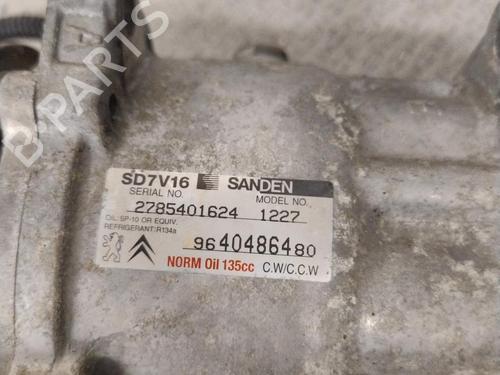 SD7V16 SANDEN
SERIAL NO. MODEL NO.
2785401624 1227
OIL: SP-10 OR EQUIV.
REFRIGERANT: R134a
9640486480
NORM Oil 135cc C.W/C.C.W